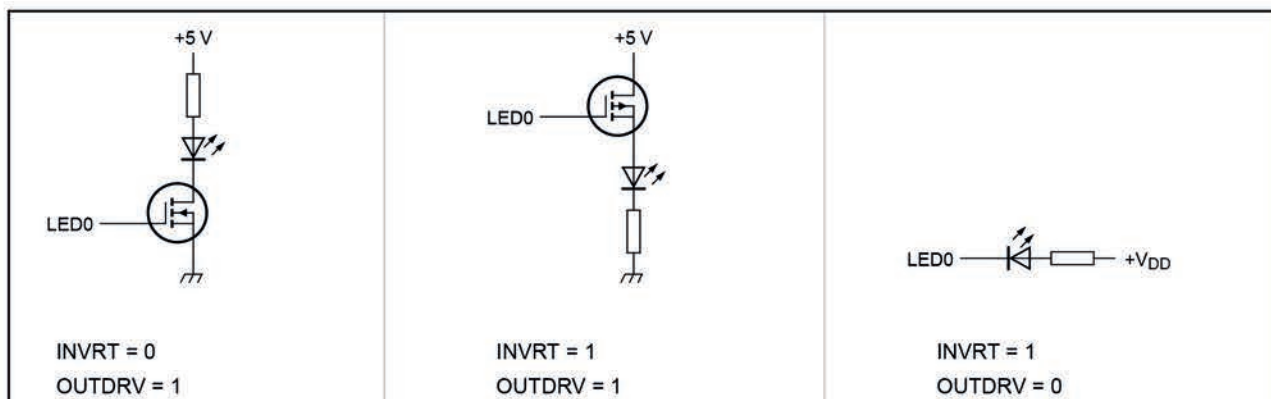 +5 V
LED0
INVRT = 0
OUTDRV = 1
+5 V
LED0
INVRT = 1
OUTDRV = 1
LED0
+VDD
INVRT = 1
OUTDRV = 0